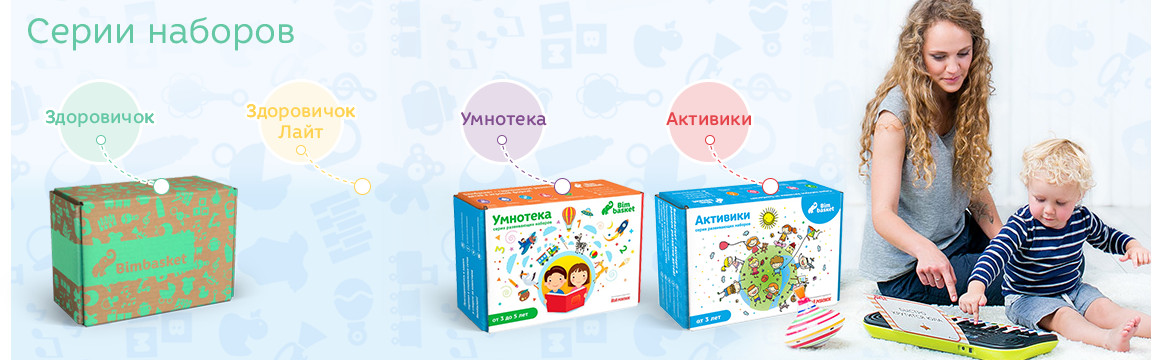 Серии наборов
Здоровичок
Здоровичок
Лайт
Умнотека
Активики
Bimbasket
Умнотека
серия развивающих наборов
Bim
basket
от 3 до 5 лет
Активики
серия развивающих наборов
Bim
basket
от 3 лет